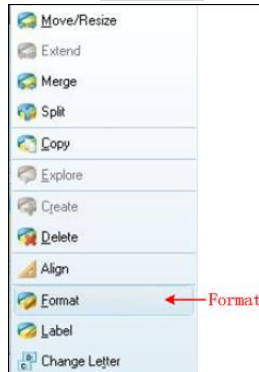 Move/Resize
Extend
Merge
Split
Copy
Explore
Create
Delete
Align
Format Format
Label
Change Letter